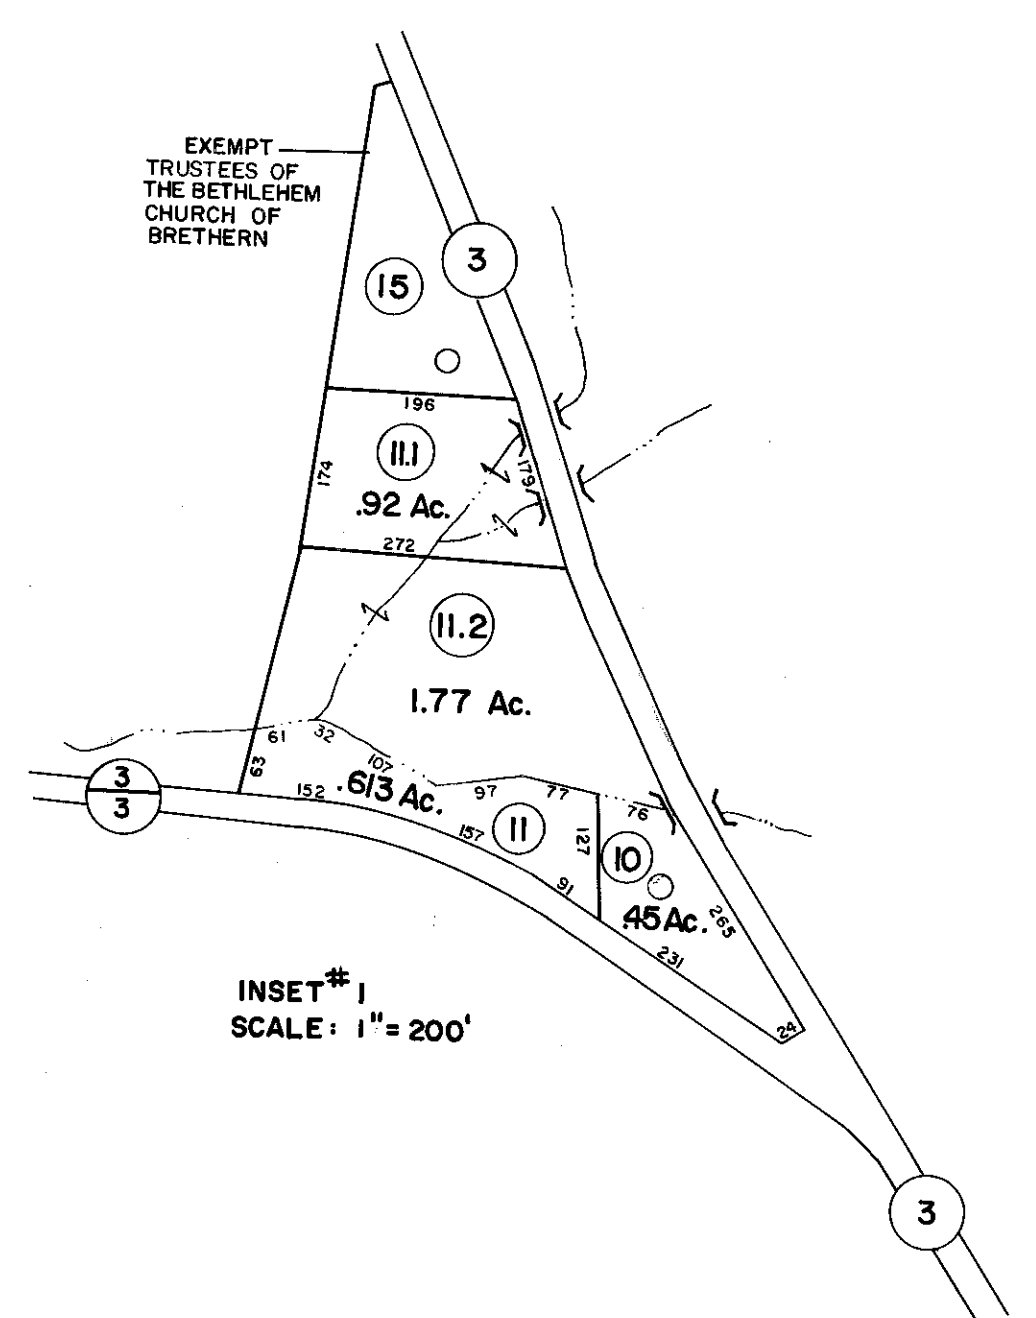 EXEMPT
TRUSTEES OF
THE BETHLEHEM
CHURCH OF
BRETHERN
3
15
196
11.1
174
179
.92 Ac.
272
11.2
1.77 Ac.
61
32
63
107
3
3
152
.613 Ac.
97
77
76
157
11
127
10
91
.45 Ac.
265
231
24
INSET #1
SCALE: 1"=200'
3